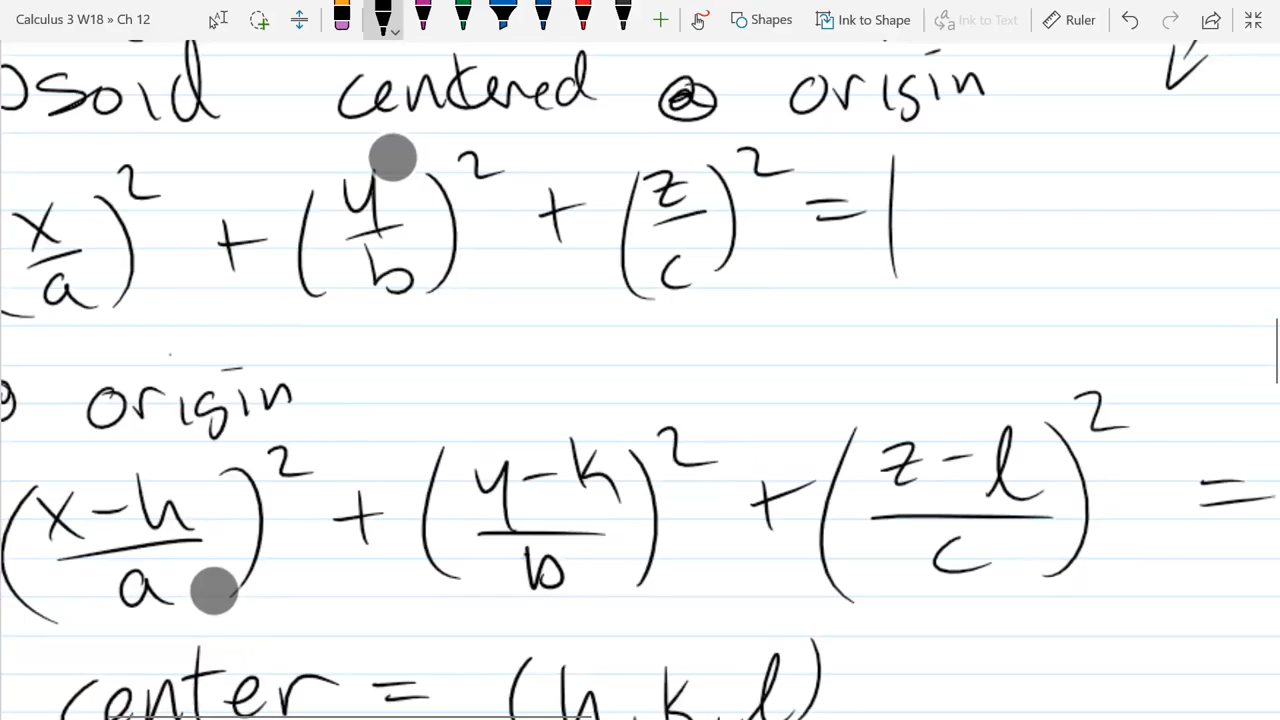 Calculus 3 W18 » Ch 12 Shapes Ink to Shape Ink to Text Ruler
osoid centered @ origin
(x/a)² + (y/b)² + (z/c)² = 1
origin
((x-h)/a)² + ((y-k)/b)² + ((z-l)/c)² =
center = (h, k, l)